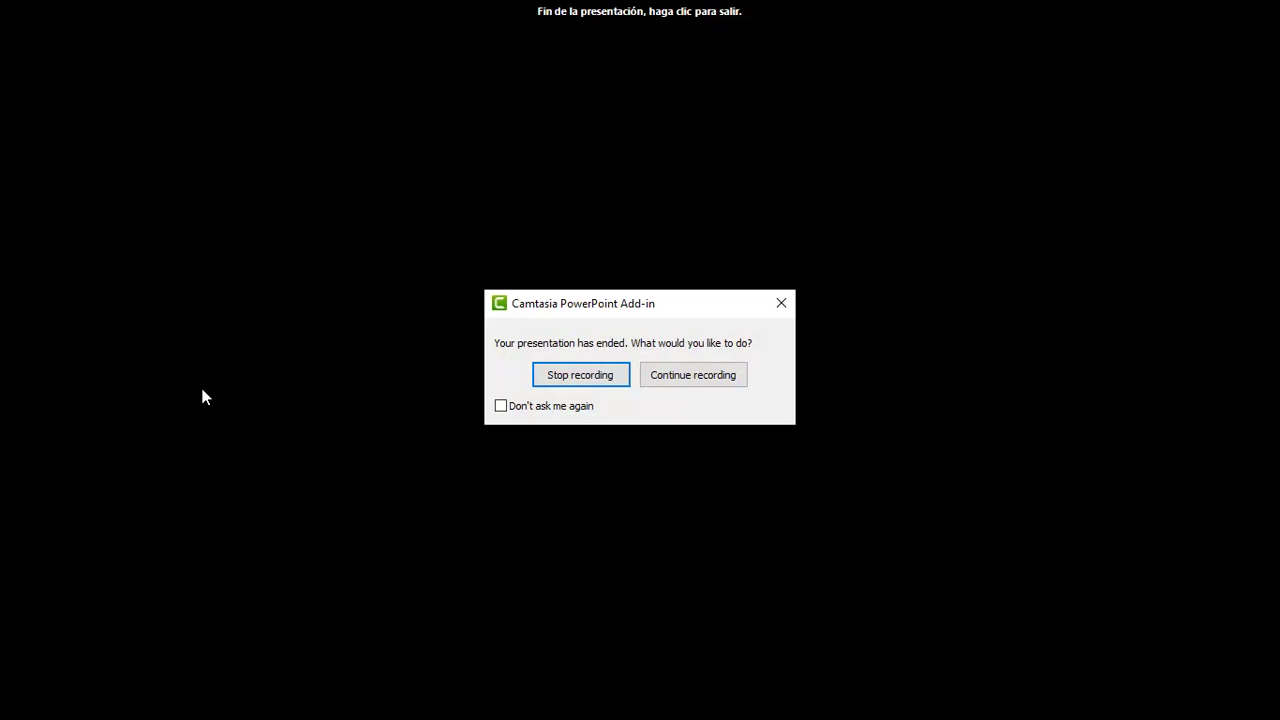 Fin de la presentación, haga clic para salir.
Camtasia PowerPoint Add-in
Your presentation has ended. What would you like to do?
Stop recording
Continue recording
Don't ask me again